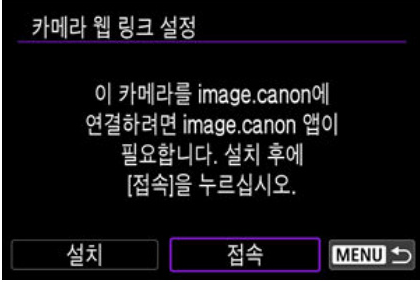 카메라 웹 링크 설정
이 카메라를 image.canon에
연결하려면 image.canon 앱이
필요합니다. 설치 후에
[접속]을 누르십시오.
설치
접속
MENU